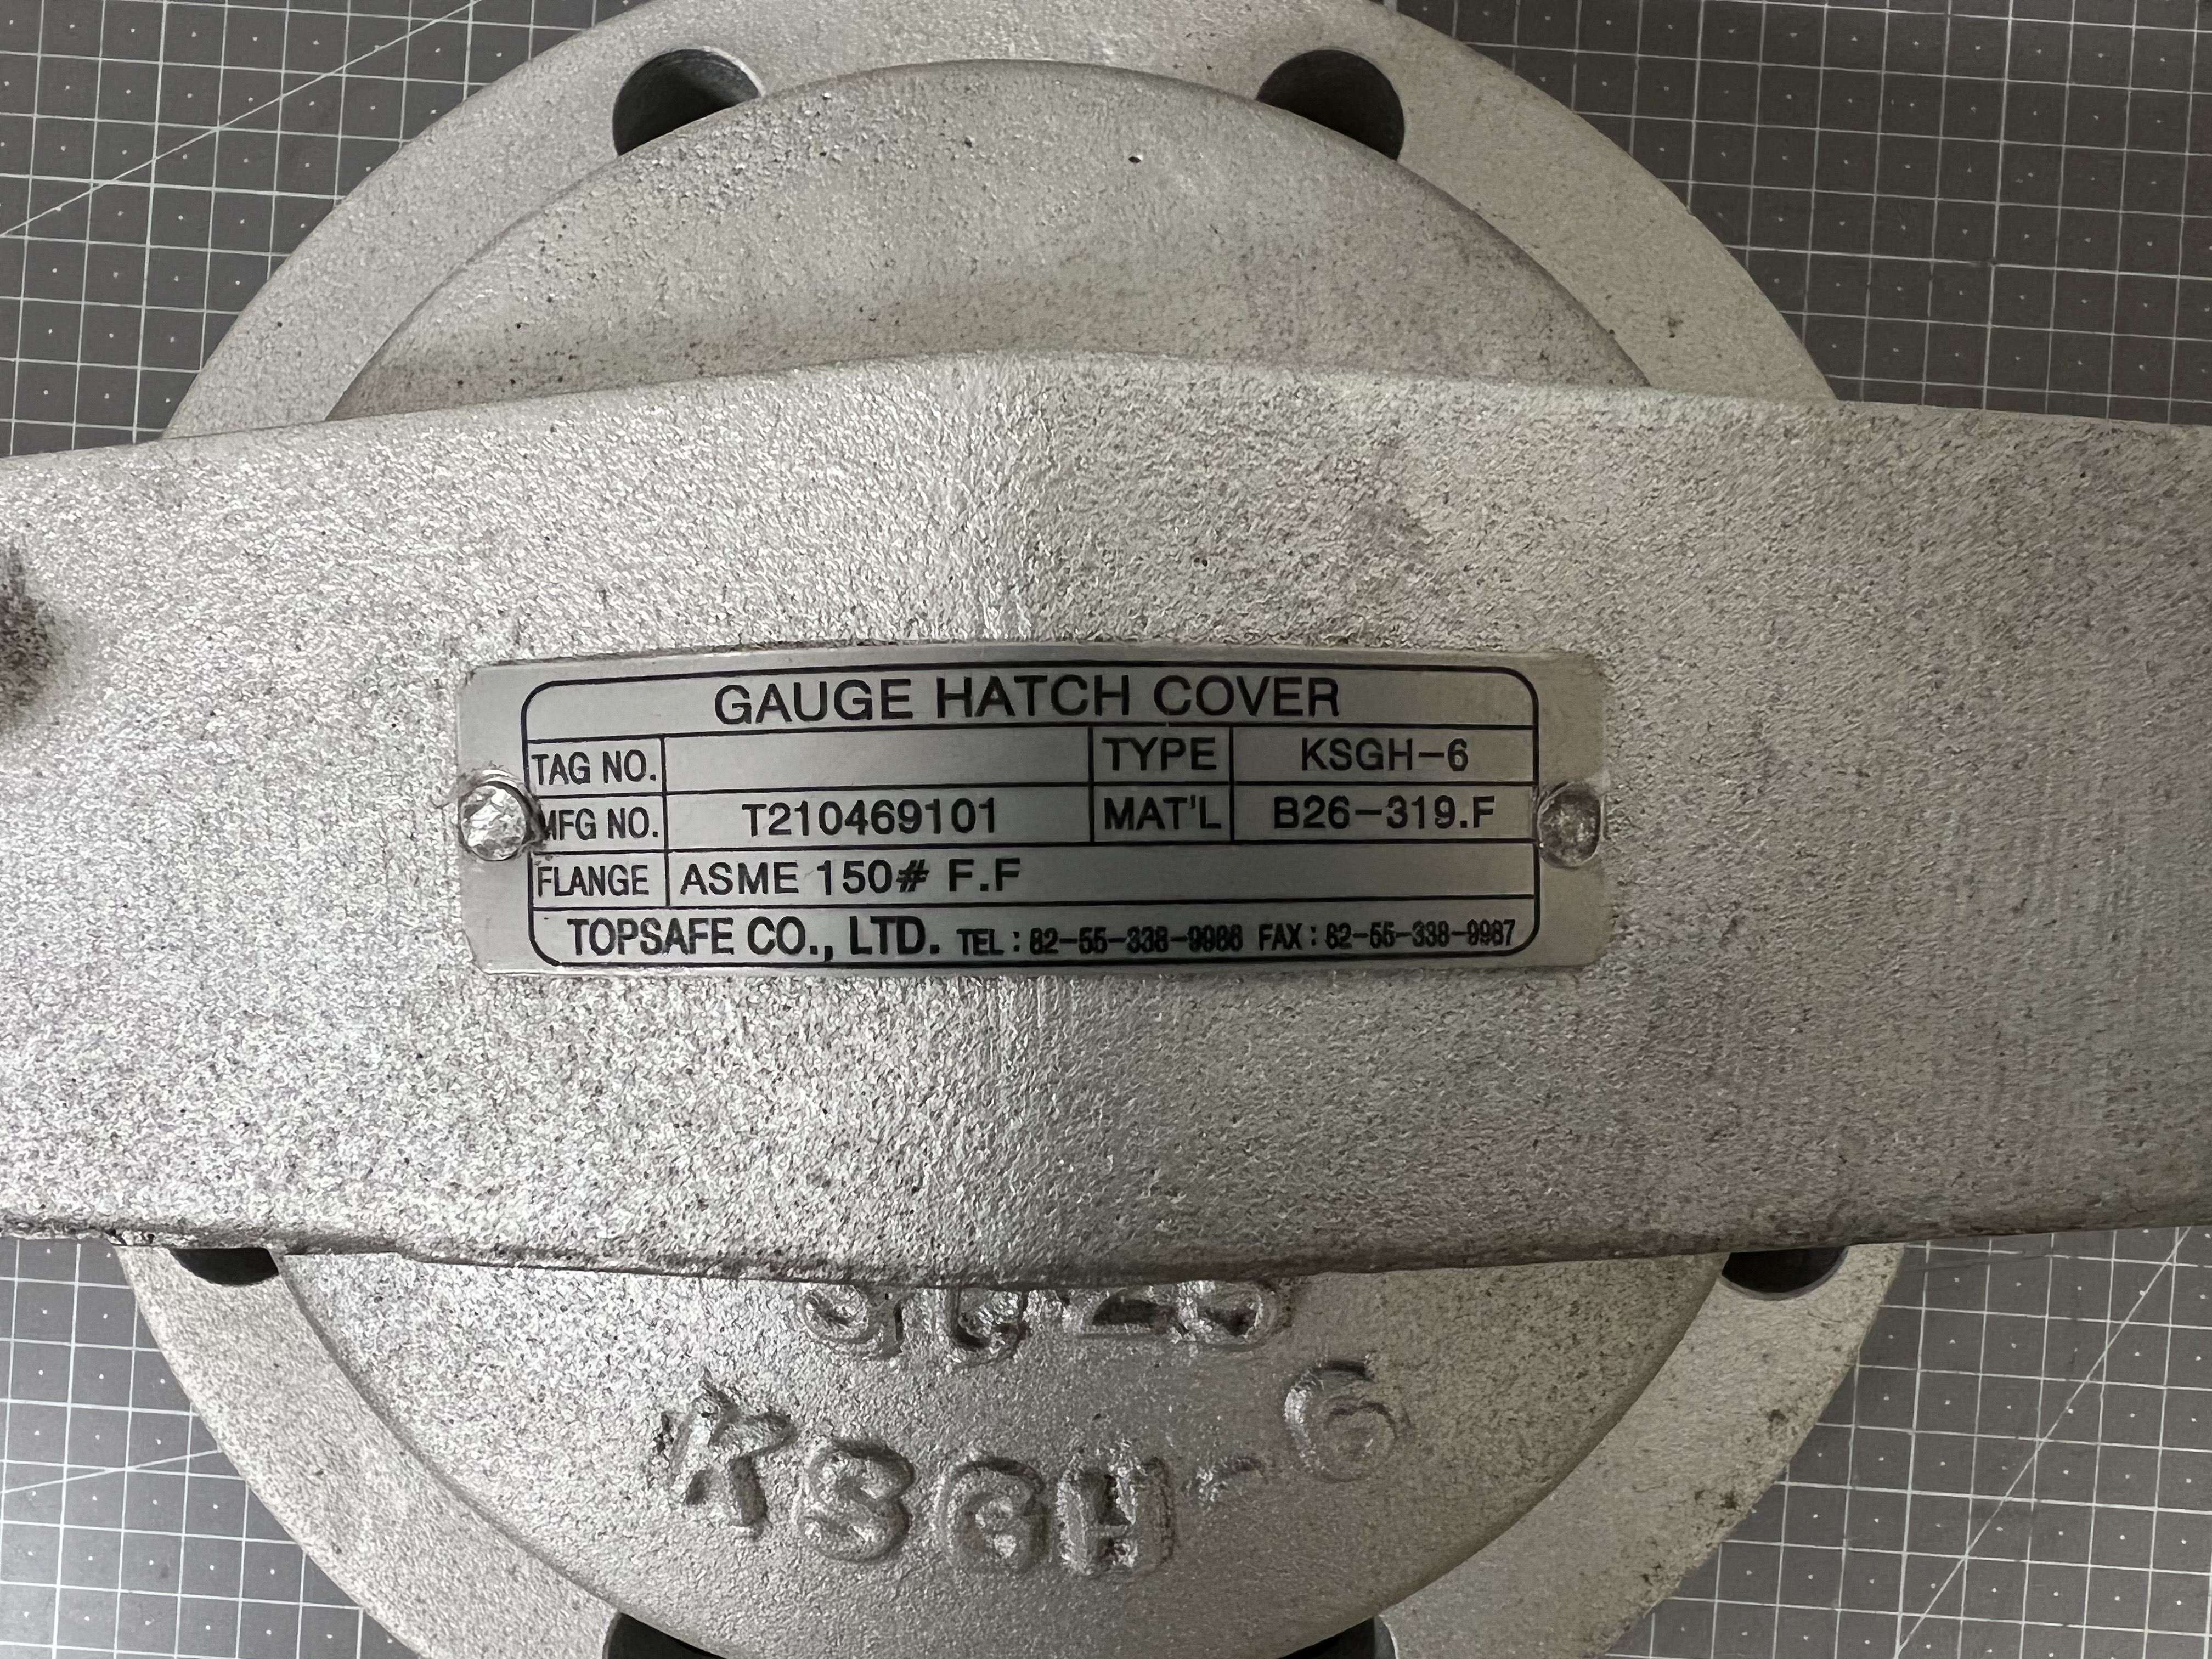 GAUGE HATCH COVER
TAG NO. TYPE KSGH-6
MFG NO. T210469101 MAT'L B26-319.F
FLANGE ASME 150# F.F
TOPSAFE CO., LTD. TEL : 82-55-338-9986 FAX : 82-55-338-9987
KSGH-6